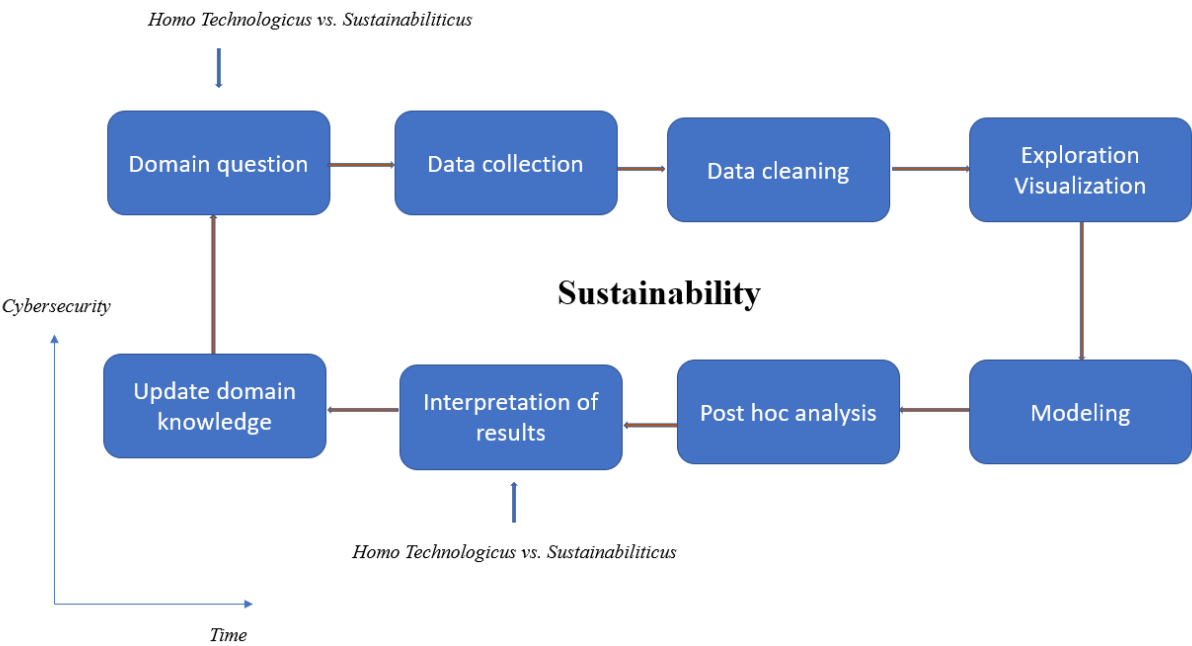 Homo Technologicus vs. Sustainabiliticus
Domain question
Data collection
Data cleaning
Exploration
Visualization
Sustainability
Cybersecurity
Update domain
knowledge
Interpretation of
results
Post hoc analysis
Modeling
Homo Technologicus vs. Sustainabiliticus
Time